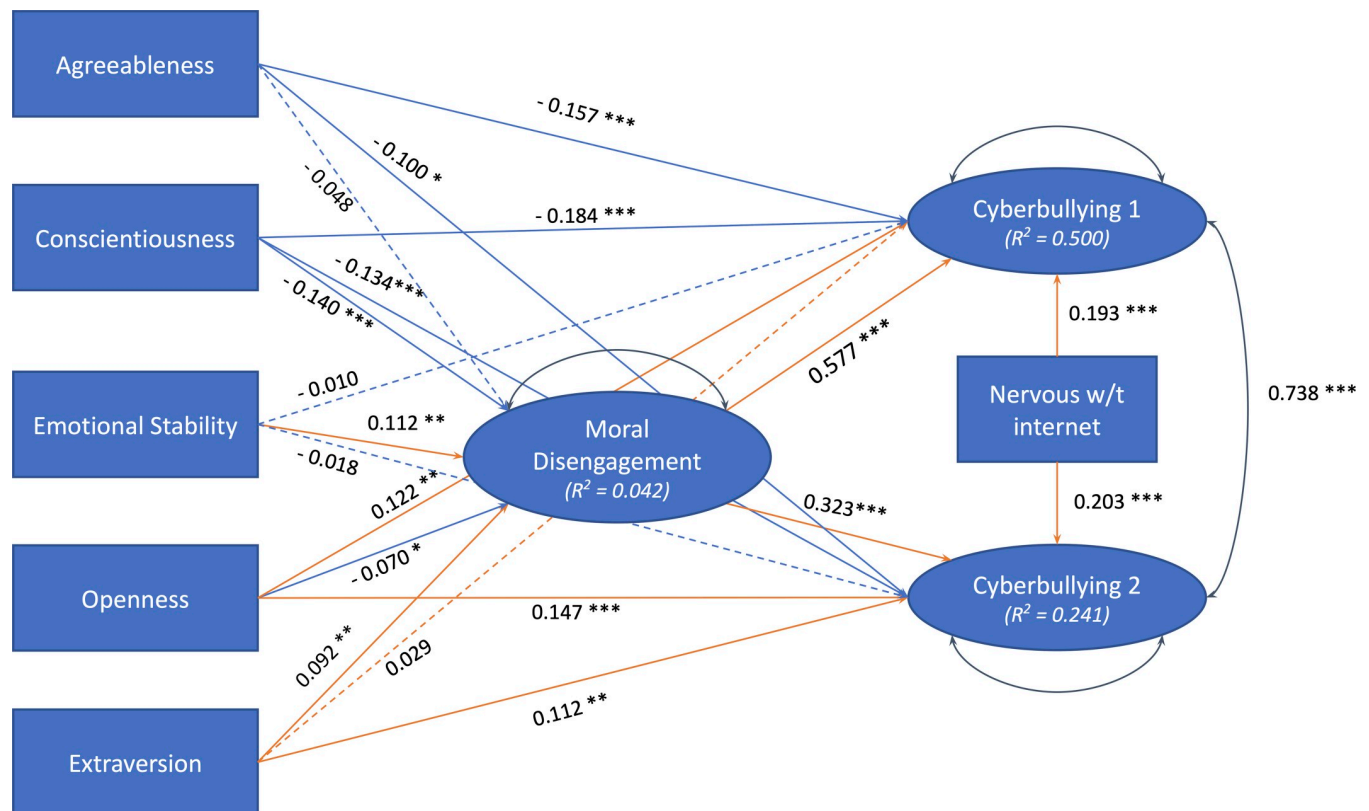 Agreeableness
- 0.157 ***
- 0.100 *
- 0.048
Conscientiousness
- 0.184 ***
- 0.134***
- 0.140 ***
Cyberbullying 1
(R² = 0.500)
0.193 ***
0.577 ***
Emotional Stability
- 0.010
0.112 **
- 0.018
Moral
Disengagement
(R² = 0.042)
Nervous w/t
internet
0.738 ***
0.122 **
0.323***
0.203 ***
Openness
- 0.070 *
0.147 ***
Cyberbullying 2
(R² = 0.241)
0.092 **
0.029
0.112 **
Extraversion